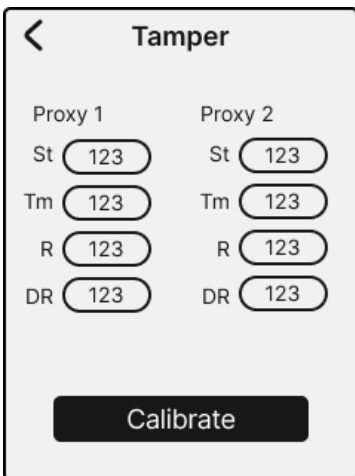 Tamper
Proxy 1 Proxy 2
St 123 St 123
Tm 123 Tm 123
R 123 R 123
DR 123 DR 123
Calibrate